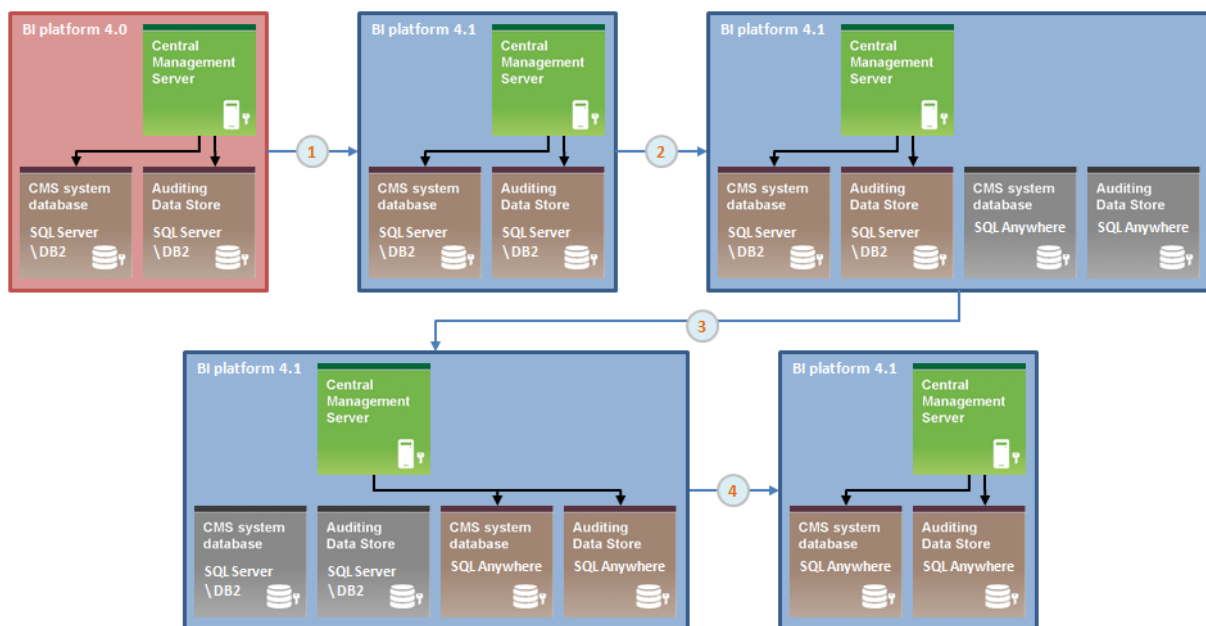 BI platform 4.0
Central
Management
Server
CMS system
database
SQL Server
\DB2
Auditing
Data Store
SQL Server
\DB2
1
BI platform 4.1
Central
Management
Server
CMS system
database
SQL Server
\DB2
Auditing
Data Store
SQL Server
\DB2
2
BI platform 4.1
Central
Management
Server
CMS system
database
SQL Server
\DB2
Auditing
Data Store
SQL Server
\DB2
CMS system
database
SQL Anywhere
Auditing
Data Store
SQL Anywhere
3
BI platform 4.1
Central
Management
Server
CMS system
database
SQL Server
\DB2
Auditing
Data Store
SQL Server
\DB2
CMS system
database
SQL Anywhere
Auditing
Data Store
SQL Anywhere
4
BI platform 4.1
Central
Management
Server
CMS system
database
SQL Anywhere
Auditing
Data Store
SQL Anywhere